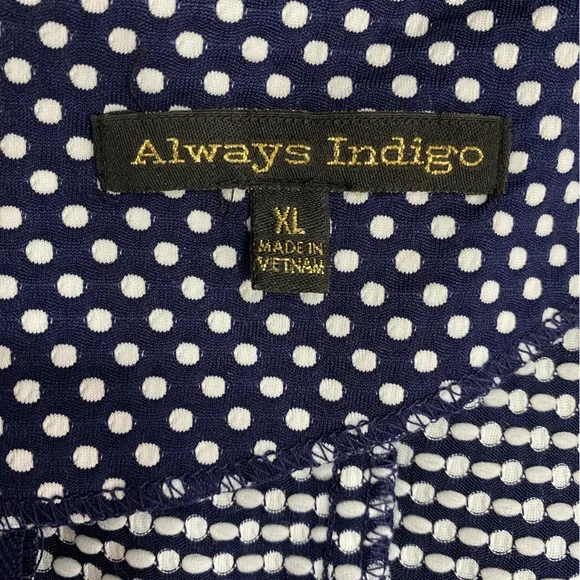 Always Indigo
XL
MADE IN
VIETNAM